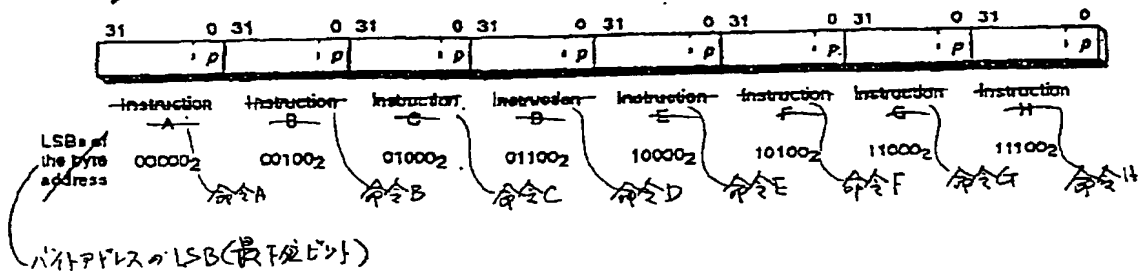 31 0 31 0 31 0 31 0 31 0 31 0 31 0 31 0
p p p p p p p p
Instruction Instruction Instruction Instruction Instruction Instruction Instruction Instruction
A B C D E F G H
LSBs of
the byte
address
00000₂ 00100₂ 01000₂ 01100₂ 10000₂ 10100₂ 11000₂ 11100₂
命令A 命令B 命令C 命令D 命令E 命令F 命令G 命令H
バイトアドレスのLSB(最下位ビット)